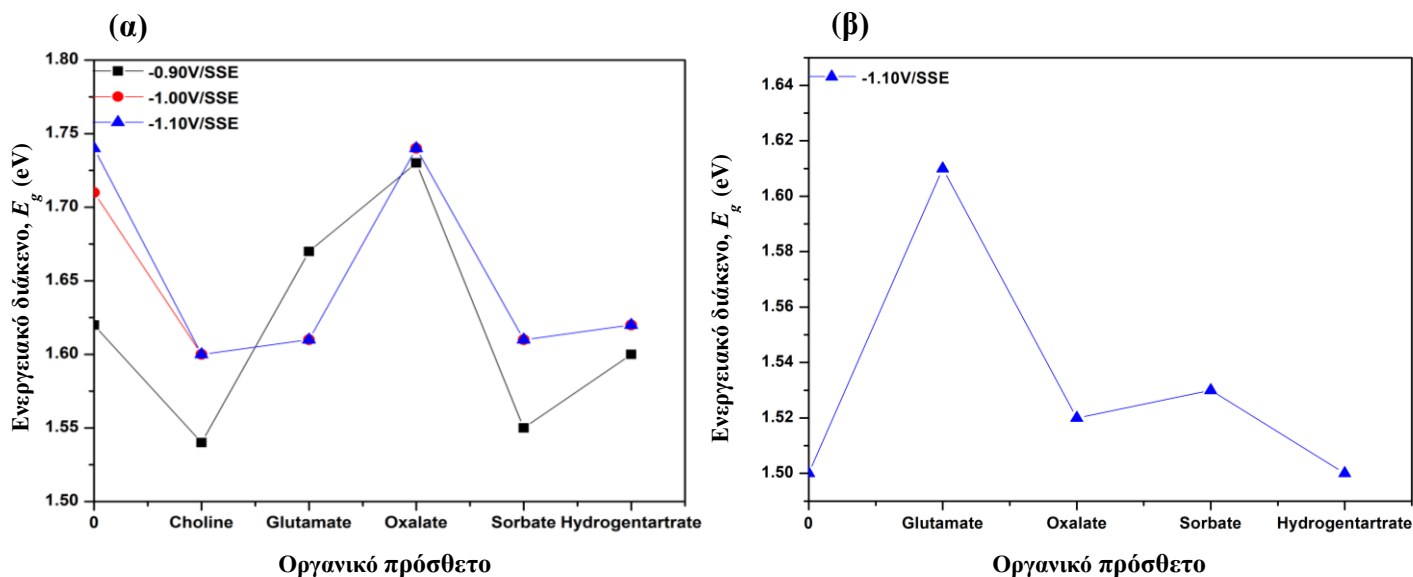 (α)
1.80
1.75
1.70
1.65
1.60
1.55
1.50
Ενεργειακό διάκενο, Eg (eV)
-0.90V/SSE
-1.00V/SSE
-1.10V/SSE
0 Choline Glutamate Oxalate Sorbate Hydrogentartrate
Οργανικό πρόσθετο
(β)
1.64
1.62
1.60
1.58
1.56
1.54
1.52
1.50
Ενεργειακό διάκενο, Eg (eV)
-1.10V/SSE
0 Glutamate Oxalate Sorbate Hydrogentartrate
Οργανικό πρόσθετο